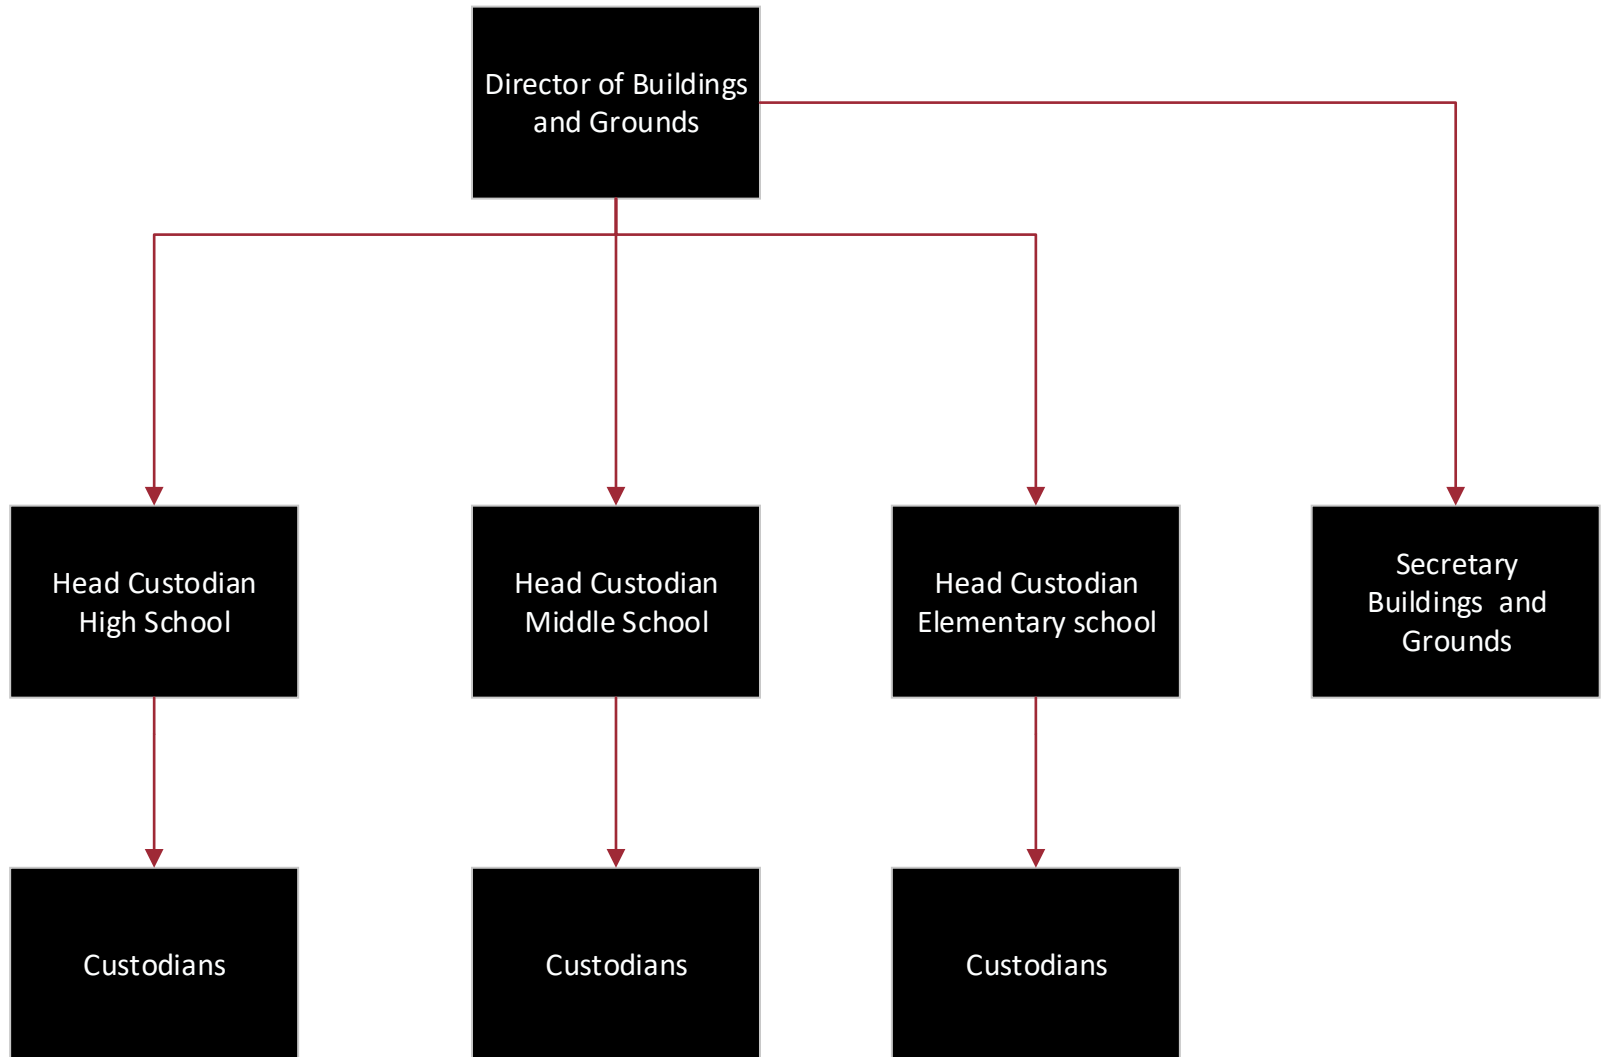 Director of Buildings
and Grounds
Head Custodian
High School
Head Custodian
Middle School
Head Custodian
Elementary school
Secretary
Buildings  and
Grounds
Custodians
Custodians
Custodians